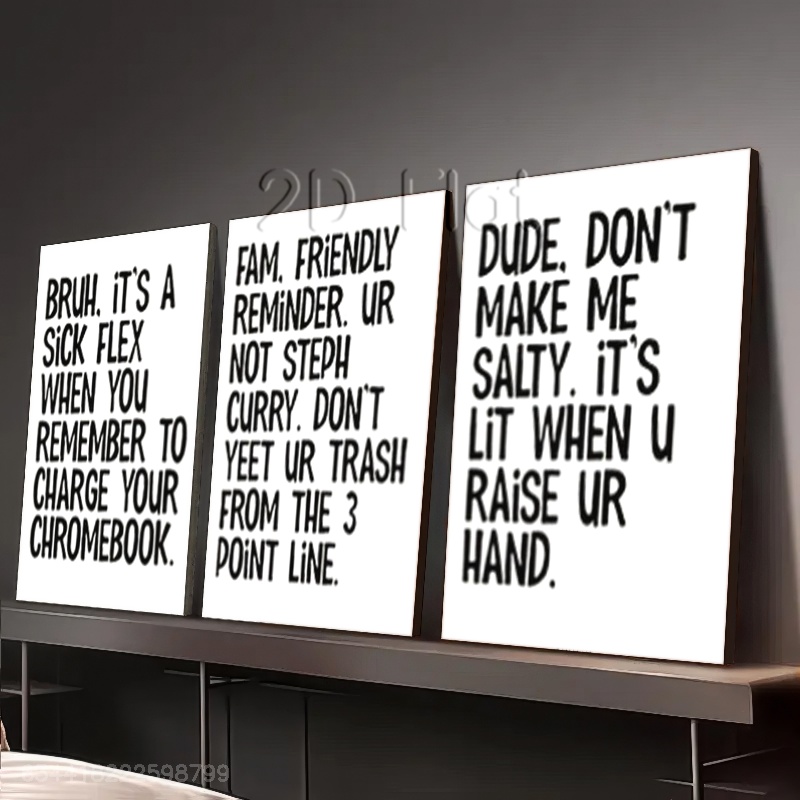 2D Flat
BRUH. iT'S A
SiCK FLEX
WHEN YOU
REMEMBER TO
CHARGE YOUR
CHROMEBOOK.
FAM. FRiENDLY
REMiNDER. UR
NOT STEPH
CURRY. DON'T
YEET UR TRASH
FROM THE 3
POiNT LiNE.
DUDE. DON'T
MAKE ME
SALTY. iT'S
LiT WHEN U
RAiSE UR
HAND.